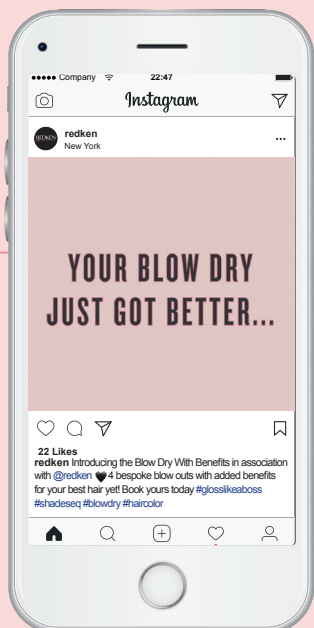 Company 22:47
Instagram
REDKEN
redken
New York
YOUR BLOW DRY
JUST GOT BETTER...
22 Likes
redken Introducing the Blow Dry With Benefits in association
with @redken 🖤4 bespoke blow outs with added benefits
for your best hair yet! Book yours today #glosslikeaboss
#shadeseq #blowdry #haircolor